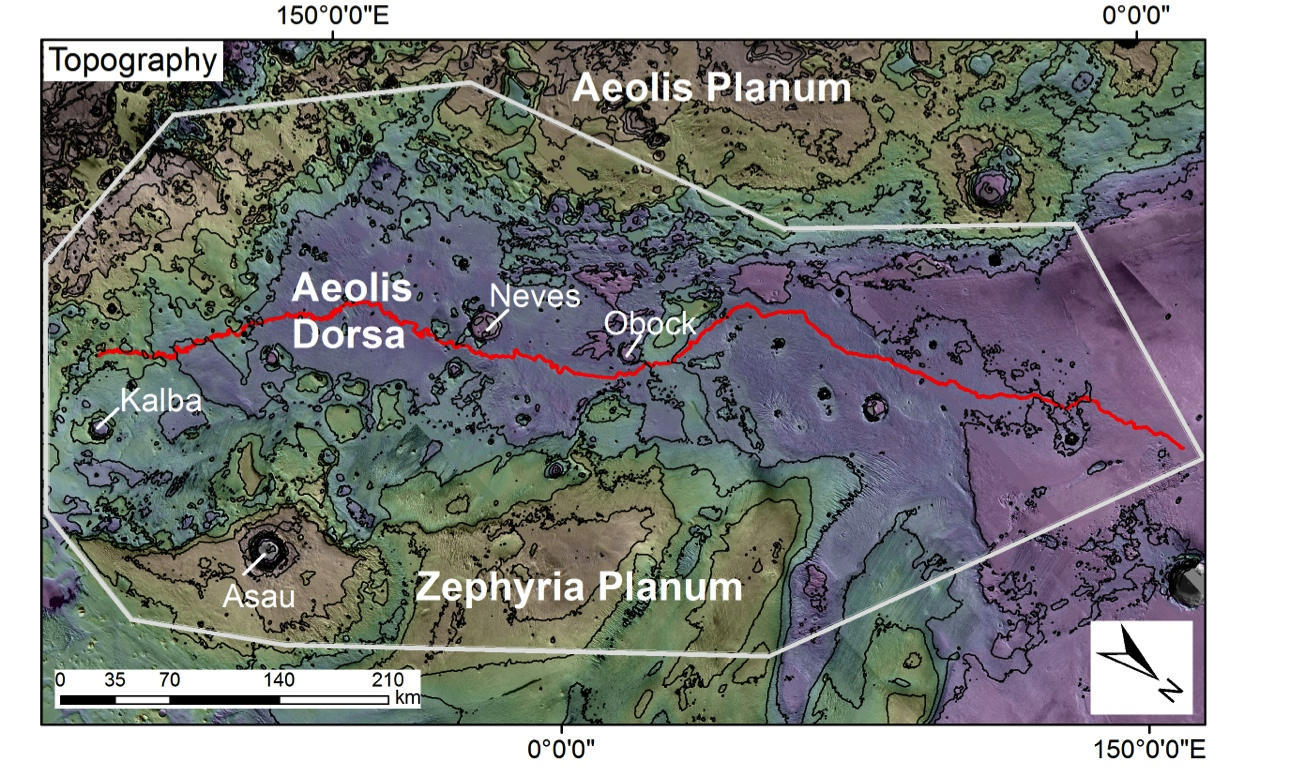 150°0'0"E
0°0'0"
Topography
Aeolis Planum
Aeolis
Dorsa
Neves
Obock
Kalba
Asau
Zephyria Planum
0 35 70 140 210
km
N
0°0'0"
150°0'0"E